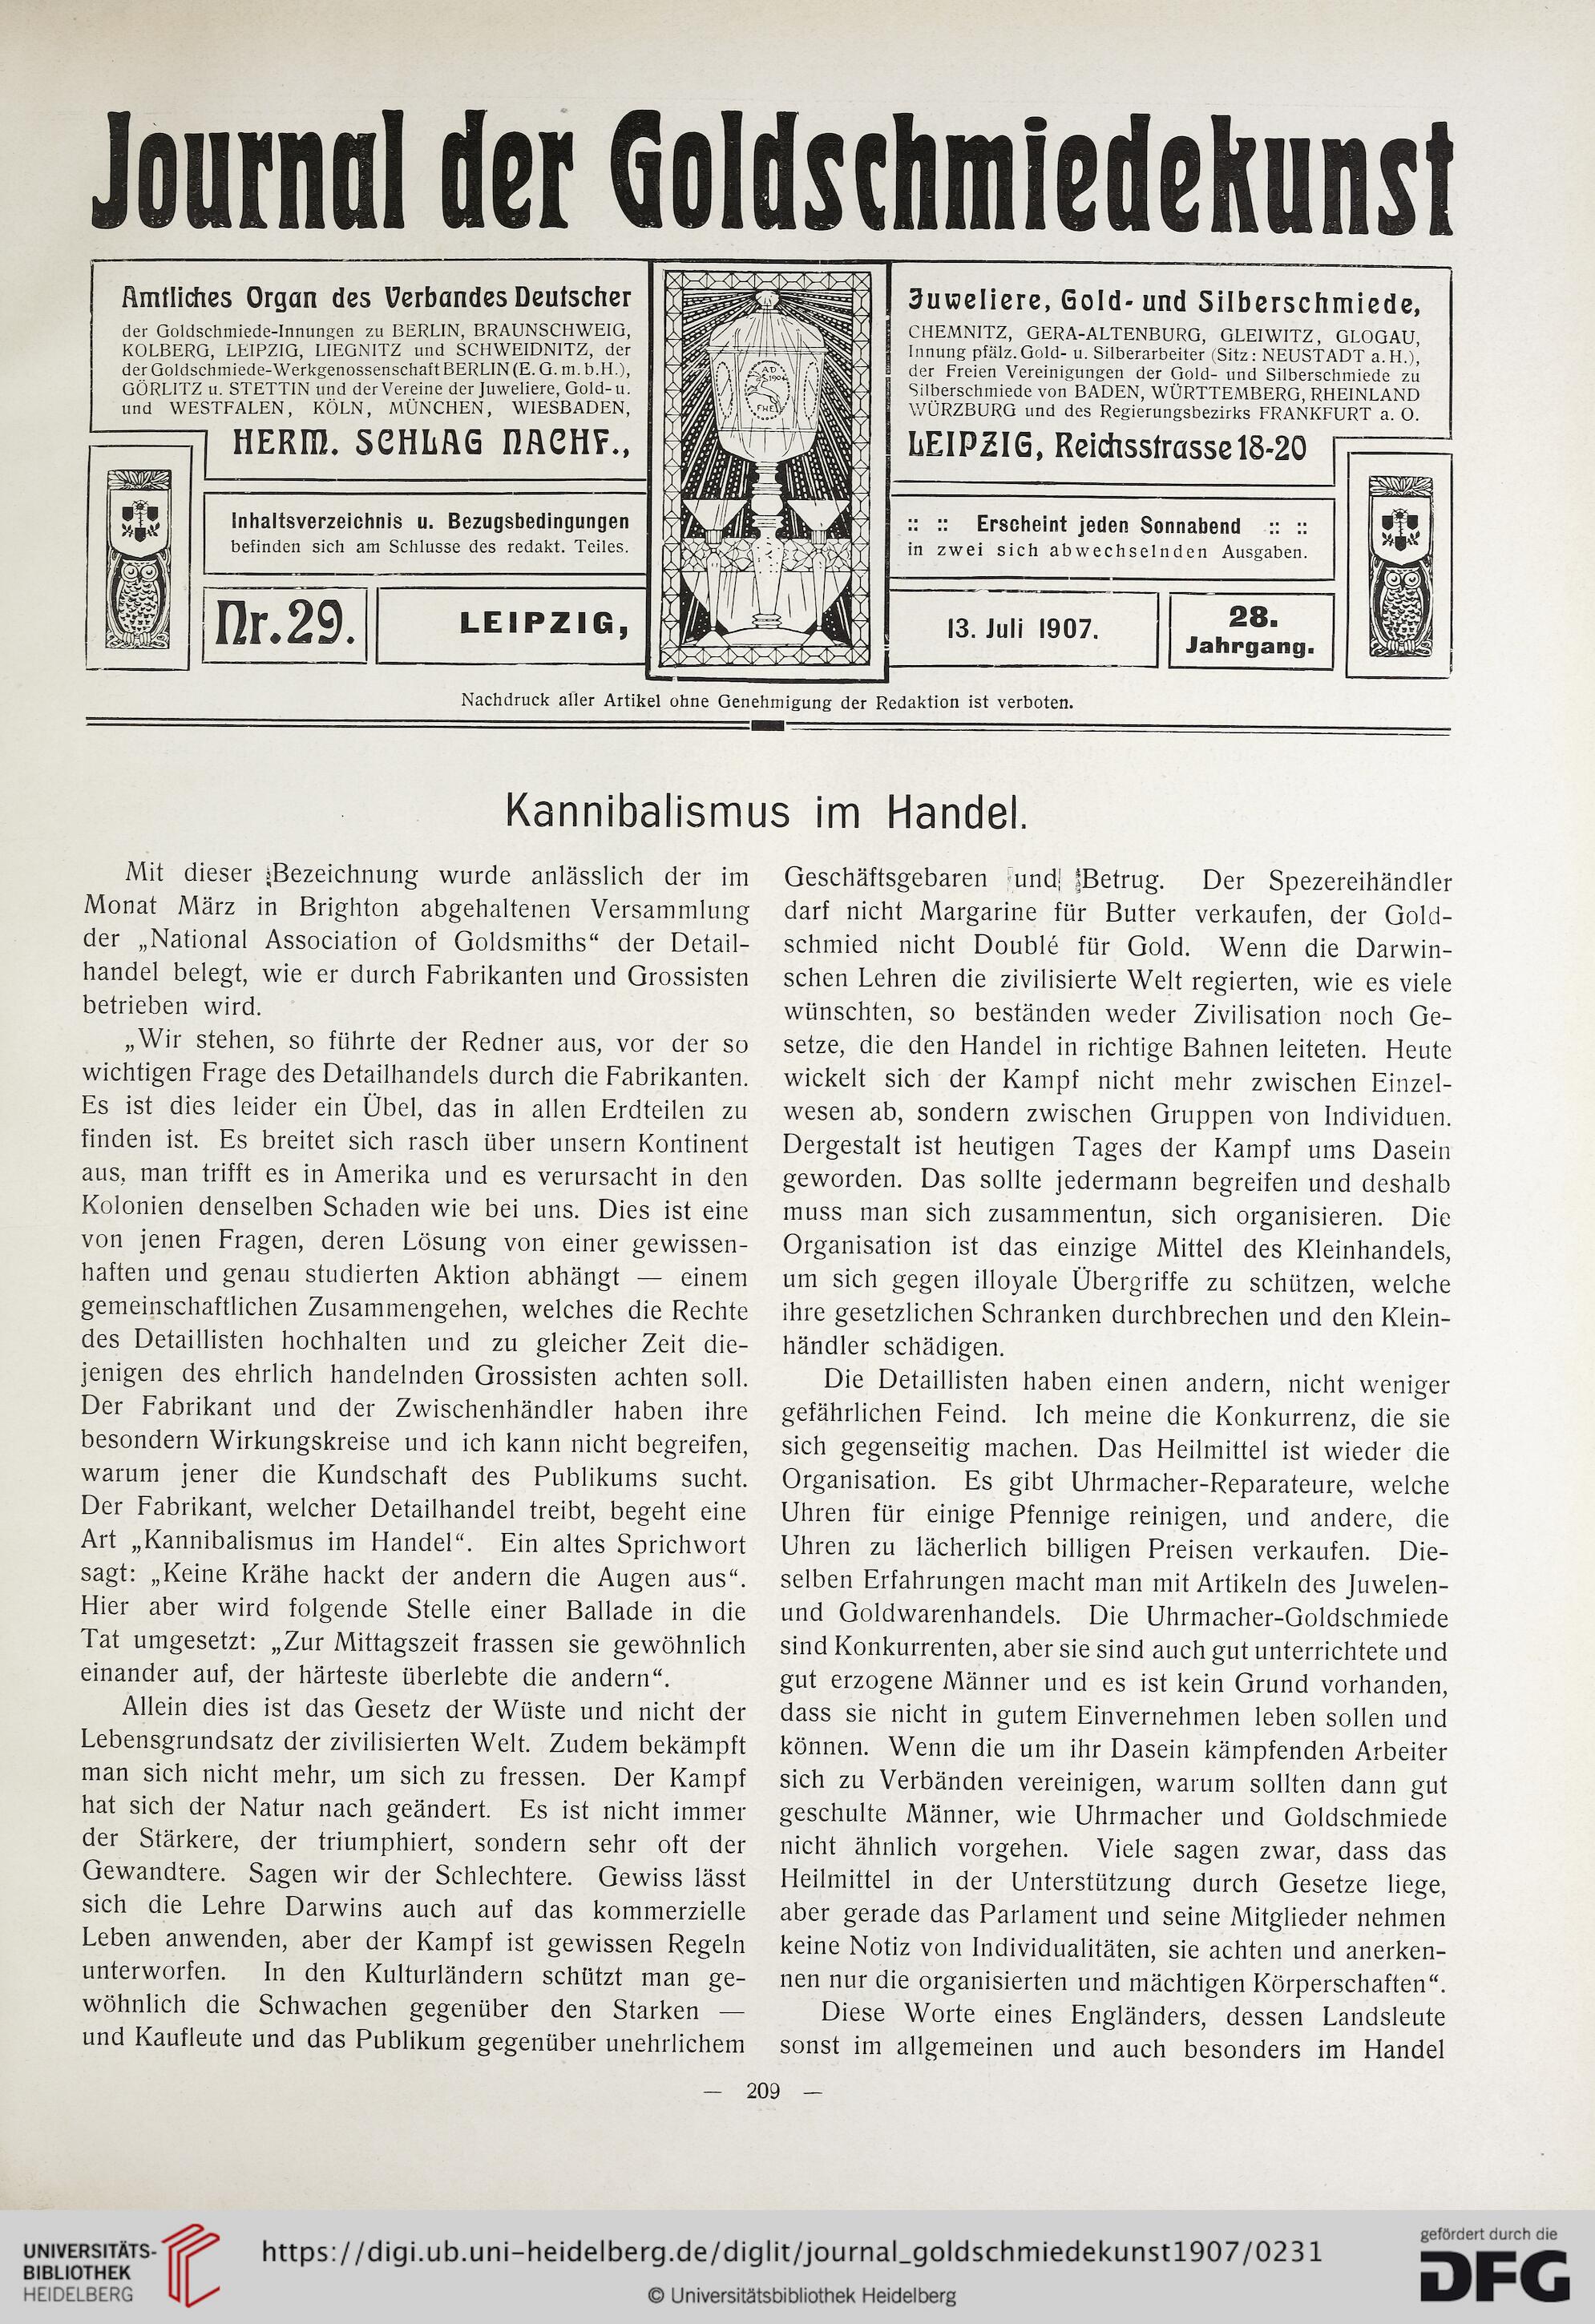 Journal der Goldschmiedekunst
Amtliches Organ des Verbandes Deutscher
der Goldschmiede-Innungen zu BERLIN, BRAUNSCHWEIG,
KOLBERG, LEIPZIG, LIEGNITZ und SCHWEIDNITZ, der
der Goldschmiede-Werkgenossenschaft BERLIN (E. G. m. b. H.),
GÖRLITZ u. STETTIN und der Vereine der Juweliere, Gold- u.
und WESTFALEN, KÖLN, MÜNCHEN, WIESBADEN,
HERM. SCHLAG NACHF.,
Inhaltsverzeichnis u. Bezugsbedingungen
befinden sich am Schlusse des redakt. Teiles.
Nr. 29.
LEIPZIG,
AD
1904
FHE
Juweliere, Gold- und Silberschmiede,
CHEMNITZ, GERA-ALTENBURG, GLEIWITZ, GLOGAU,
Innung pfälz. Gold- u. Silberarbeiter (Sitz: NEUSTADT a. H.),
der Freien Vereinigungen der Gold- und Silberschmiede zu
Silberschmiede von BADEN, WÜRTTEMBERG, RHEINLAND
WÜRZBURG und des Regierungsbezirks FRANKFURT a. O.
LEIPZIG, Reichsstrasse 18-20
:: :: Erscheint jeden Sonnabend :: ::
in zwei sich abwechselnden Ausgaben.
13. Juli 1907.
28.
Jahrgang.
Nachdruck aller Artikel ohne Genehmigung der Redaktion ist verboten.
Kannibalismus im Handel.
Mit dieser Bezeichnung wurde anlässlich der im
Monat März in Brighton abgehaltenen Versammlung
der „National Association of Goldsmiths“ der Detail-
handel belegt, wie er durch Fabrikanten und Grossisten
betrieben wird.
„Wir stehen, so führte der Redner aus, vor der so
wichtigen Frage des Detailhandels durch die Fabrikanten.
Es ist dies leider ein Übel, das in allen Erdteilen zu
finden ist. Es breitet sich rasch über unsern Kontinent
aus, man trifft es in Amerika und es verursacht in den
Kolonien denselben Schaden wie bei uns. Dies ist eine
von jenen Fragen, deren Lösung von einer gewissen-
haften und genau studierten Aktion abhängt — einem
gemeinschaftlichen Zusammengehen, welches die Rechte
des Detaillisten hochhalten und zu gleicher Zeit die-
jenigen des ehrlich handelnden Grossisten achten soll.
Der Fabrikant und der Zwischenhändler haben ihre
besondern Wirkungskreise und ich kann nicht begreifen,
warum jener die Kundschaft des Publikums sucht.
Der Fabrikant, welcher Detailhandel treibt, begeht eine
Art „Kannibalismus im Handel“. Ein altes Sprichwort
sagt: „Keine Krähe hackt der andern die Augen aus“.
Hier aber wird folgende Stelle einer Ballade in die
Tat umgesetzt: „Zur Mittagszeit frassen sie gewöhnlich
einander auf, der härteste überlebte die andern“.
Allein dies ist das Gesetz der Wüste und nicht der
Lebensgrundsatz der zivilisierten Welt. Zudem bekämpft
man sich nicht mehr, um sich zu fressen. Der Kampf
hat sich der Natur nach geändert. Es ist nicht immer
der Stärkere, der triumphiert, sondern sehr oft der
Gewandtere. Sagen wir der Schlechtere. Gewiss lässt
sich die Lehre Darwins auch auf das kommerzielle
Leben anwenden, aber der Kampf ist gewissen Regeln
unterworfen. In den Kulturländern schützt man ge-
wöhnlich die Schwachen gegenüber den Starken —
und Kaufleute und das Publikum gegenüber unehrlichem
Geschäftsgebaren und Betrug. Der Spezereihändler
darf nicht Margarine für Butter verkaufen, der Gold-
schmied nicht Doublé für Gold. Wenn die Darwin-
schen Lehren die zivilisierte Welt regierten, wie es viele
wünschten, so beständen weder Zivilisation noch Ge-
setze, die den Handel in richtige Bahnen leiteten. Heute
wickelt sich der Kampf nicht mehr zwischen Einzel-
wesen ab, sondern zwischen Gruppen von Individuen.
Dergestalt ist heutigen Tages der Kampf ums Dasein
geworden. Das sollte jedermann begreifen und deshalb
muss man sich zusammentun, sich organisieren. Die
Organisation ist das einzige Mittel des Kleinhandels,
um sich gegen illoyale Übergriffe zu schützen, welche
ihre gesetzlichen Schranken durchbrechen und den Klein-
händler schädigen.
Die Detaillisten haben einen andern, nicht weniger
gefährlichen Feind. Ich meine die Konkurrenz, die sie
sich gegenseitig machen. Das Heilmittel ist wieder die
Organisation. Es gibt Uhrmacher-Reparateure, welche
Uhren für einige Pfennige reinigen, und andere, die
Uhren zu lächerlich billigen Preisen verkaufen. Die-
selben Erfahrungen macht man mit Artikeln des Juwelen-
und Goldwarenhandels. Die Uhrmacher-Goldschmiede
sind Konkurrenten, aber sie sind auch gut unterrichtete und
gut erzogene Männer und es ist kein Grund vorhanden,
dass sie nicht in gutem Einvernehmen leben sollen und
können. Wenn die um ihr Dasein kämpfenden Arbeiter
sich zu Verbänden vereinigen, warum sollten dann gut
geschulte Männer, wie Uhrmacher und Goldschmiede
nicht ähnlich vorgehen. Viele sagen zwar, dass das
Heilmittel in der Unterstützung durch Gesetze liege,
aber gerade das Parlament und seine Mitglieder nehmen
keine Notiz von Individualitäten, sie achten und anerken-
nen nur die organisierten und mächtigen Körperschaften“.
Diese Worte eines Engländers, dessen Landsleute
sonst im allgemeinen und auch besonders im Handel
— 209 —
UNIVERSITÄTS-
BIBLIOTHEK
HEIDELBERG
https://digi.ub.uni-heidelberg.de/diglit/journal_goldschmiedekunst1907/0231
© Universitätsbibliothek Heidelberg
gefördert durch die
DFG